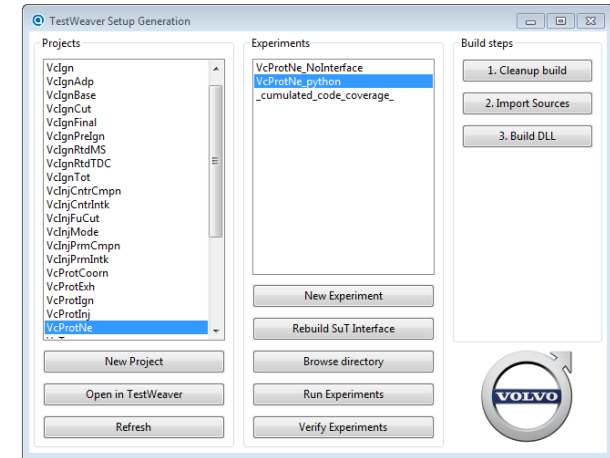 TestWeaver Setup Generation
Projects
VcIgn
VcIgnAdp
VcIgnBase
VcIgnCut
VcIgnFinal
VcIgnPreIgn
VcIgnRtdMS
VcIgnRtdTDC
VcIgnTot
VcInjCntrCmpn
VcInjCntrIntk
VcInjFuCut
VcInjMode
VcInjPrmCmpn
VcInjPrmIntk
VcProtCoorn
VcProtExh
VcProtIgn
VcProtInj
VcProtNe
New Project
Open in TestWeaver
Refresh
Experiments
VcProtNe_NoInterface
VcProtNe_python
_cumulated_code_coverage_
New Experiment
Rebuild SuT Interface
Browse directory
Run Experiments
Verify Experiments
Build steps
1. Cleanup build
2. Import Sources
3. Build DLL
VOLVO